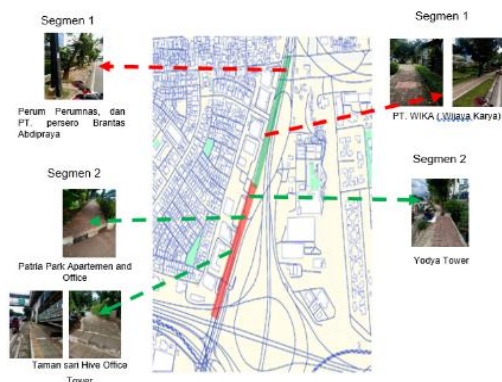 Segmen 1
Perum Perumnas, dan
PT. persero Brantas
Abdipraya
Segmen 2
Patria Park Apartemen and
Office
Taman sari Hive Office
Tower
Segmen 1
PT. WIKA ( Wijaya Karya)
Segmen 2
Yodya Tower